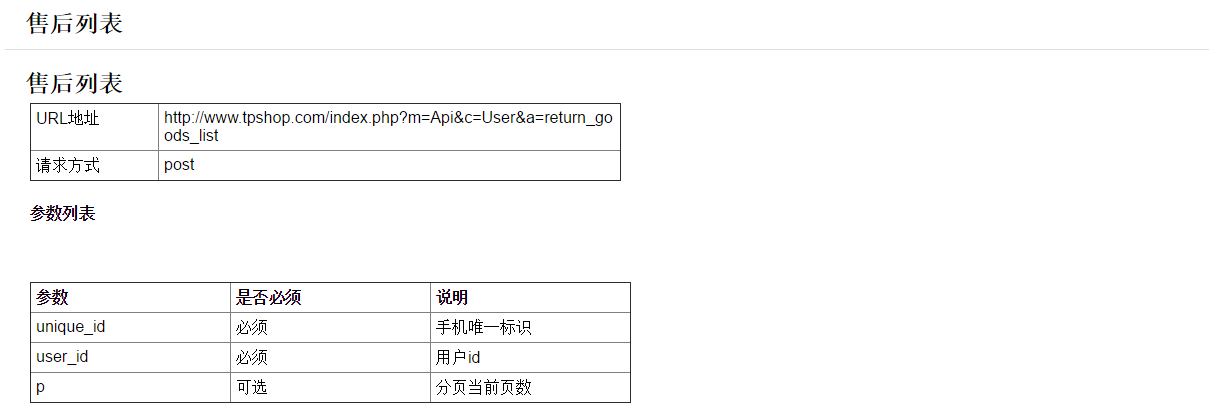 售后列表
售后列表
URL地址 http://www.tpshop.com/index.php?m=Api&c=User&a=return_go
ods_list
请求方式 post
参数列表
参数 是否必须 说明
unique_id 必须 手机唯一标识
user_id 必须 用户id
p 可选 分页当前页数